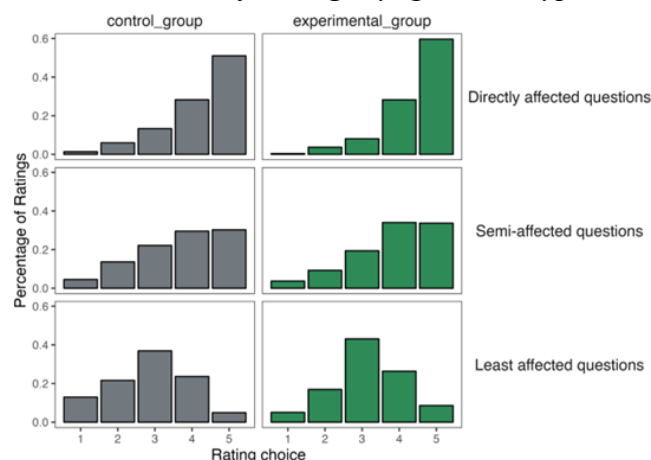 control_group
experimental_group
0.6
0.4
0.2
0.0
Directly affected questions
0.6
0.4
0.2
0.0
Semi-affected questions
0.6
0.4
0.2
0.0
Least affected questions
Percentage of Ratings
1 2 3 4 5
1 2 3 4 5
Rating choice